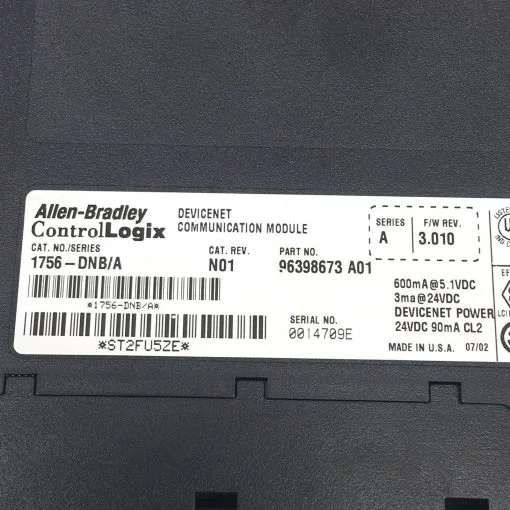 Allen-Bradley
ControlLogix
DEVICENET
COMMUNICATION MODULE
SERIES
A
F/W REV.
3.010
CAT. NO./SERIES
1756-DNB/A
CAT. REV.
N01
PART NO.
96398673 A01
*1756-DNB/A*
*ST2FU5ZE*
SERIAL NO.
0014709E
600mA@5.1VDC
3ma@24VDC
DEVICENET POWER
24VDC 90mA CL2
MADE IN U.S.A. 07/02